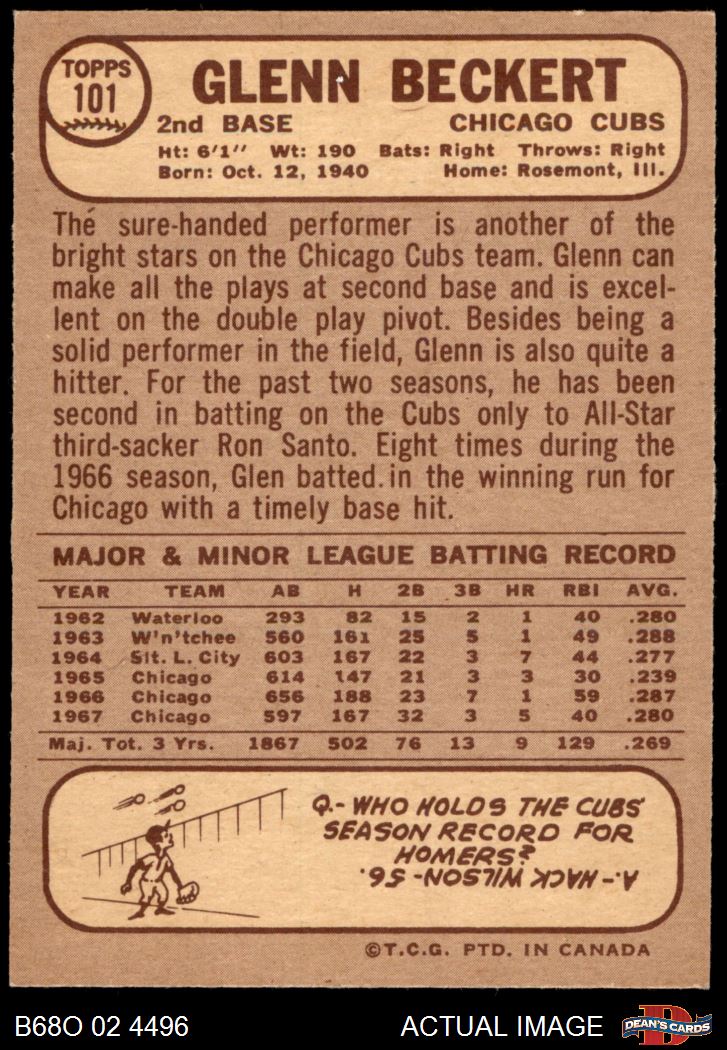 TOPPS
101
GLENN BECKERT
2nd BASE CHICAGO CUBS
Ht: 6'1" Wt: 190 Bats: Right Throws: Right
Born: Oct. 12, 1940 Home: Rosemont, Ill.
The sure-handed performer is another of the
bright stars on the Chicago Cubs team. Glenn can
make all the plays at second base and is excel-
lent on the double play pivot. Besides being a
solid performer in the field, Glenn is also quite a
hitter. For the past two seasons, he has been
second in batting on the Cubs only to All-Star
third-sacker Ron Santo. Eight times during the
1966 season, Glen batted in the winning run for
Chicago with a timely base hit.
MAJOR & MINOR LEAGUE BATTING RECORD
YEAR TEAM AB H 2B 3B HR RBI AVG.
1962 Waterloo 293 82 15 2 1 40 .280
1963 W'n'tchee 560 161 25 5 1 49 .288
1964 Slt. L. City 603 167 22 3 7 44 .277
1965 Chicago 614 147 21 3 3 30 .239
1966 Chicago 656 188 23 7 1 59 .287
1967 Chicago 597 167 32 3 5 40 .280
Maj. Tot. 3 Yrs. 1867 502 76 13 9 129 .269
Q.- WHO HOLDS THE CUBS'
SEASON RECORD FOR
HOMERS?
A.- HACK WILSON - 56.
©T.C.G. PTD. IN CANADA
B68O 02 4496 ACTUAL IMAGE
D
DEAN'S CARDS